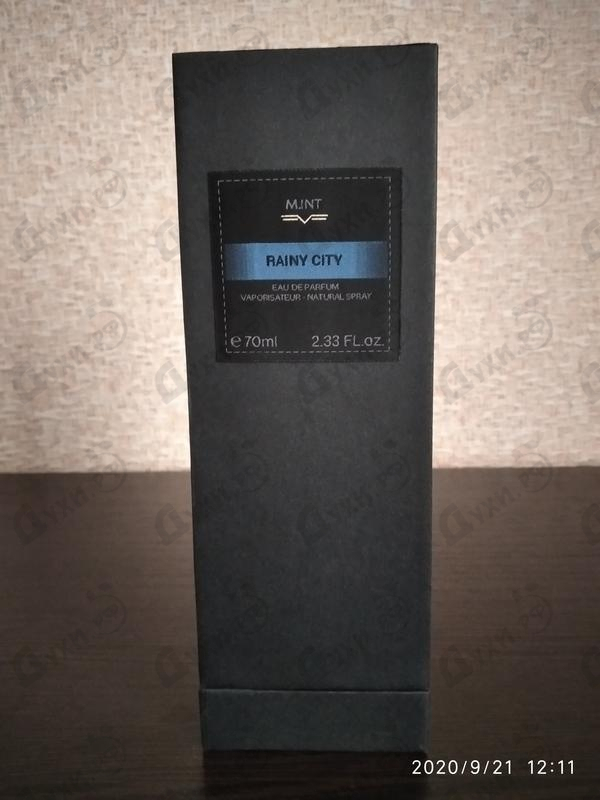 M.INT
RAINY CITY
EAU DE PARFUM
VAPORISATEUR - NATURAL SPRAY
℮ 70ml 2.33 FL.oz.
2020/9/21 12:11